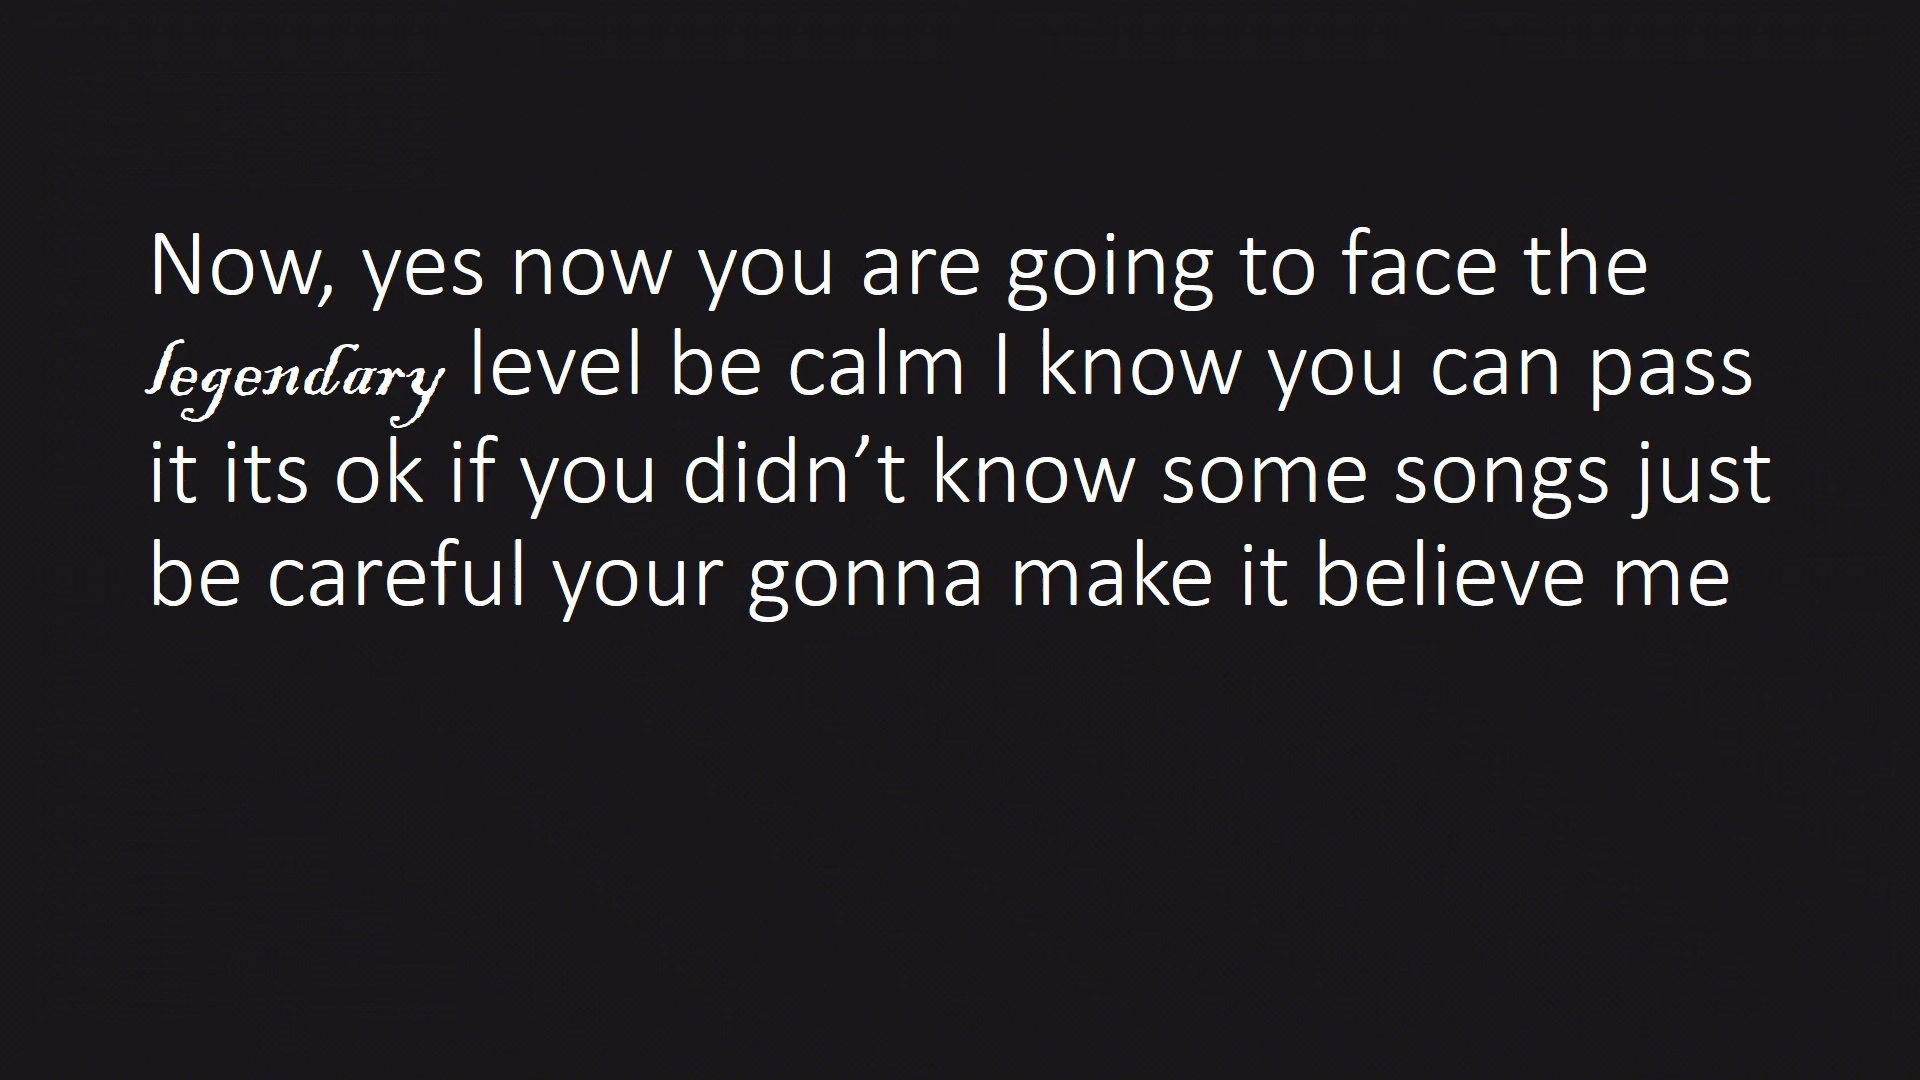 Now, yes now you are going to face the
legendary level be calm I know you can pass
it its ok if you didn’t know some songs just
be careful your gonna make it believe me